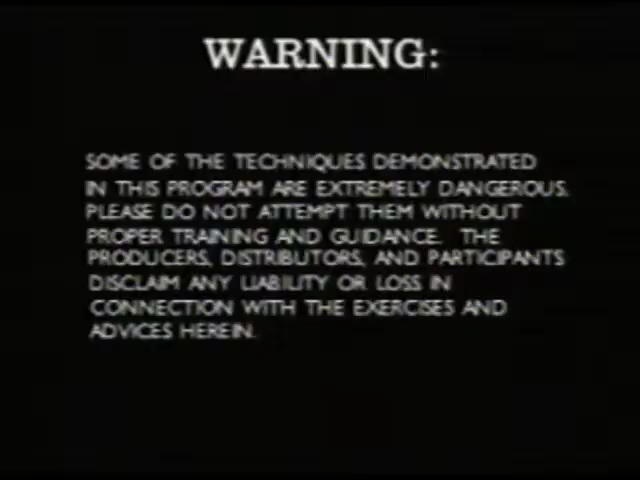 WARNING:
SOME OF THE TECHNIQUES DEMONSTRATED
IN THIS PROGRAM ARE EXTREMELY DANGEROUS.
PLEASE DO NOT ATTEMPT THEM WITHOUT
PROPER TRAINING AND GUIDANCE. THE
PRODUCERS, DISTRIBUTORS, AND PARTICIPANTS
DISCLAIM ANY LIABILITY OR LOSS IN
CONNECTION WITH THE EXERCISES AND
ADVICES HEREIN.